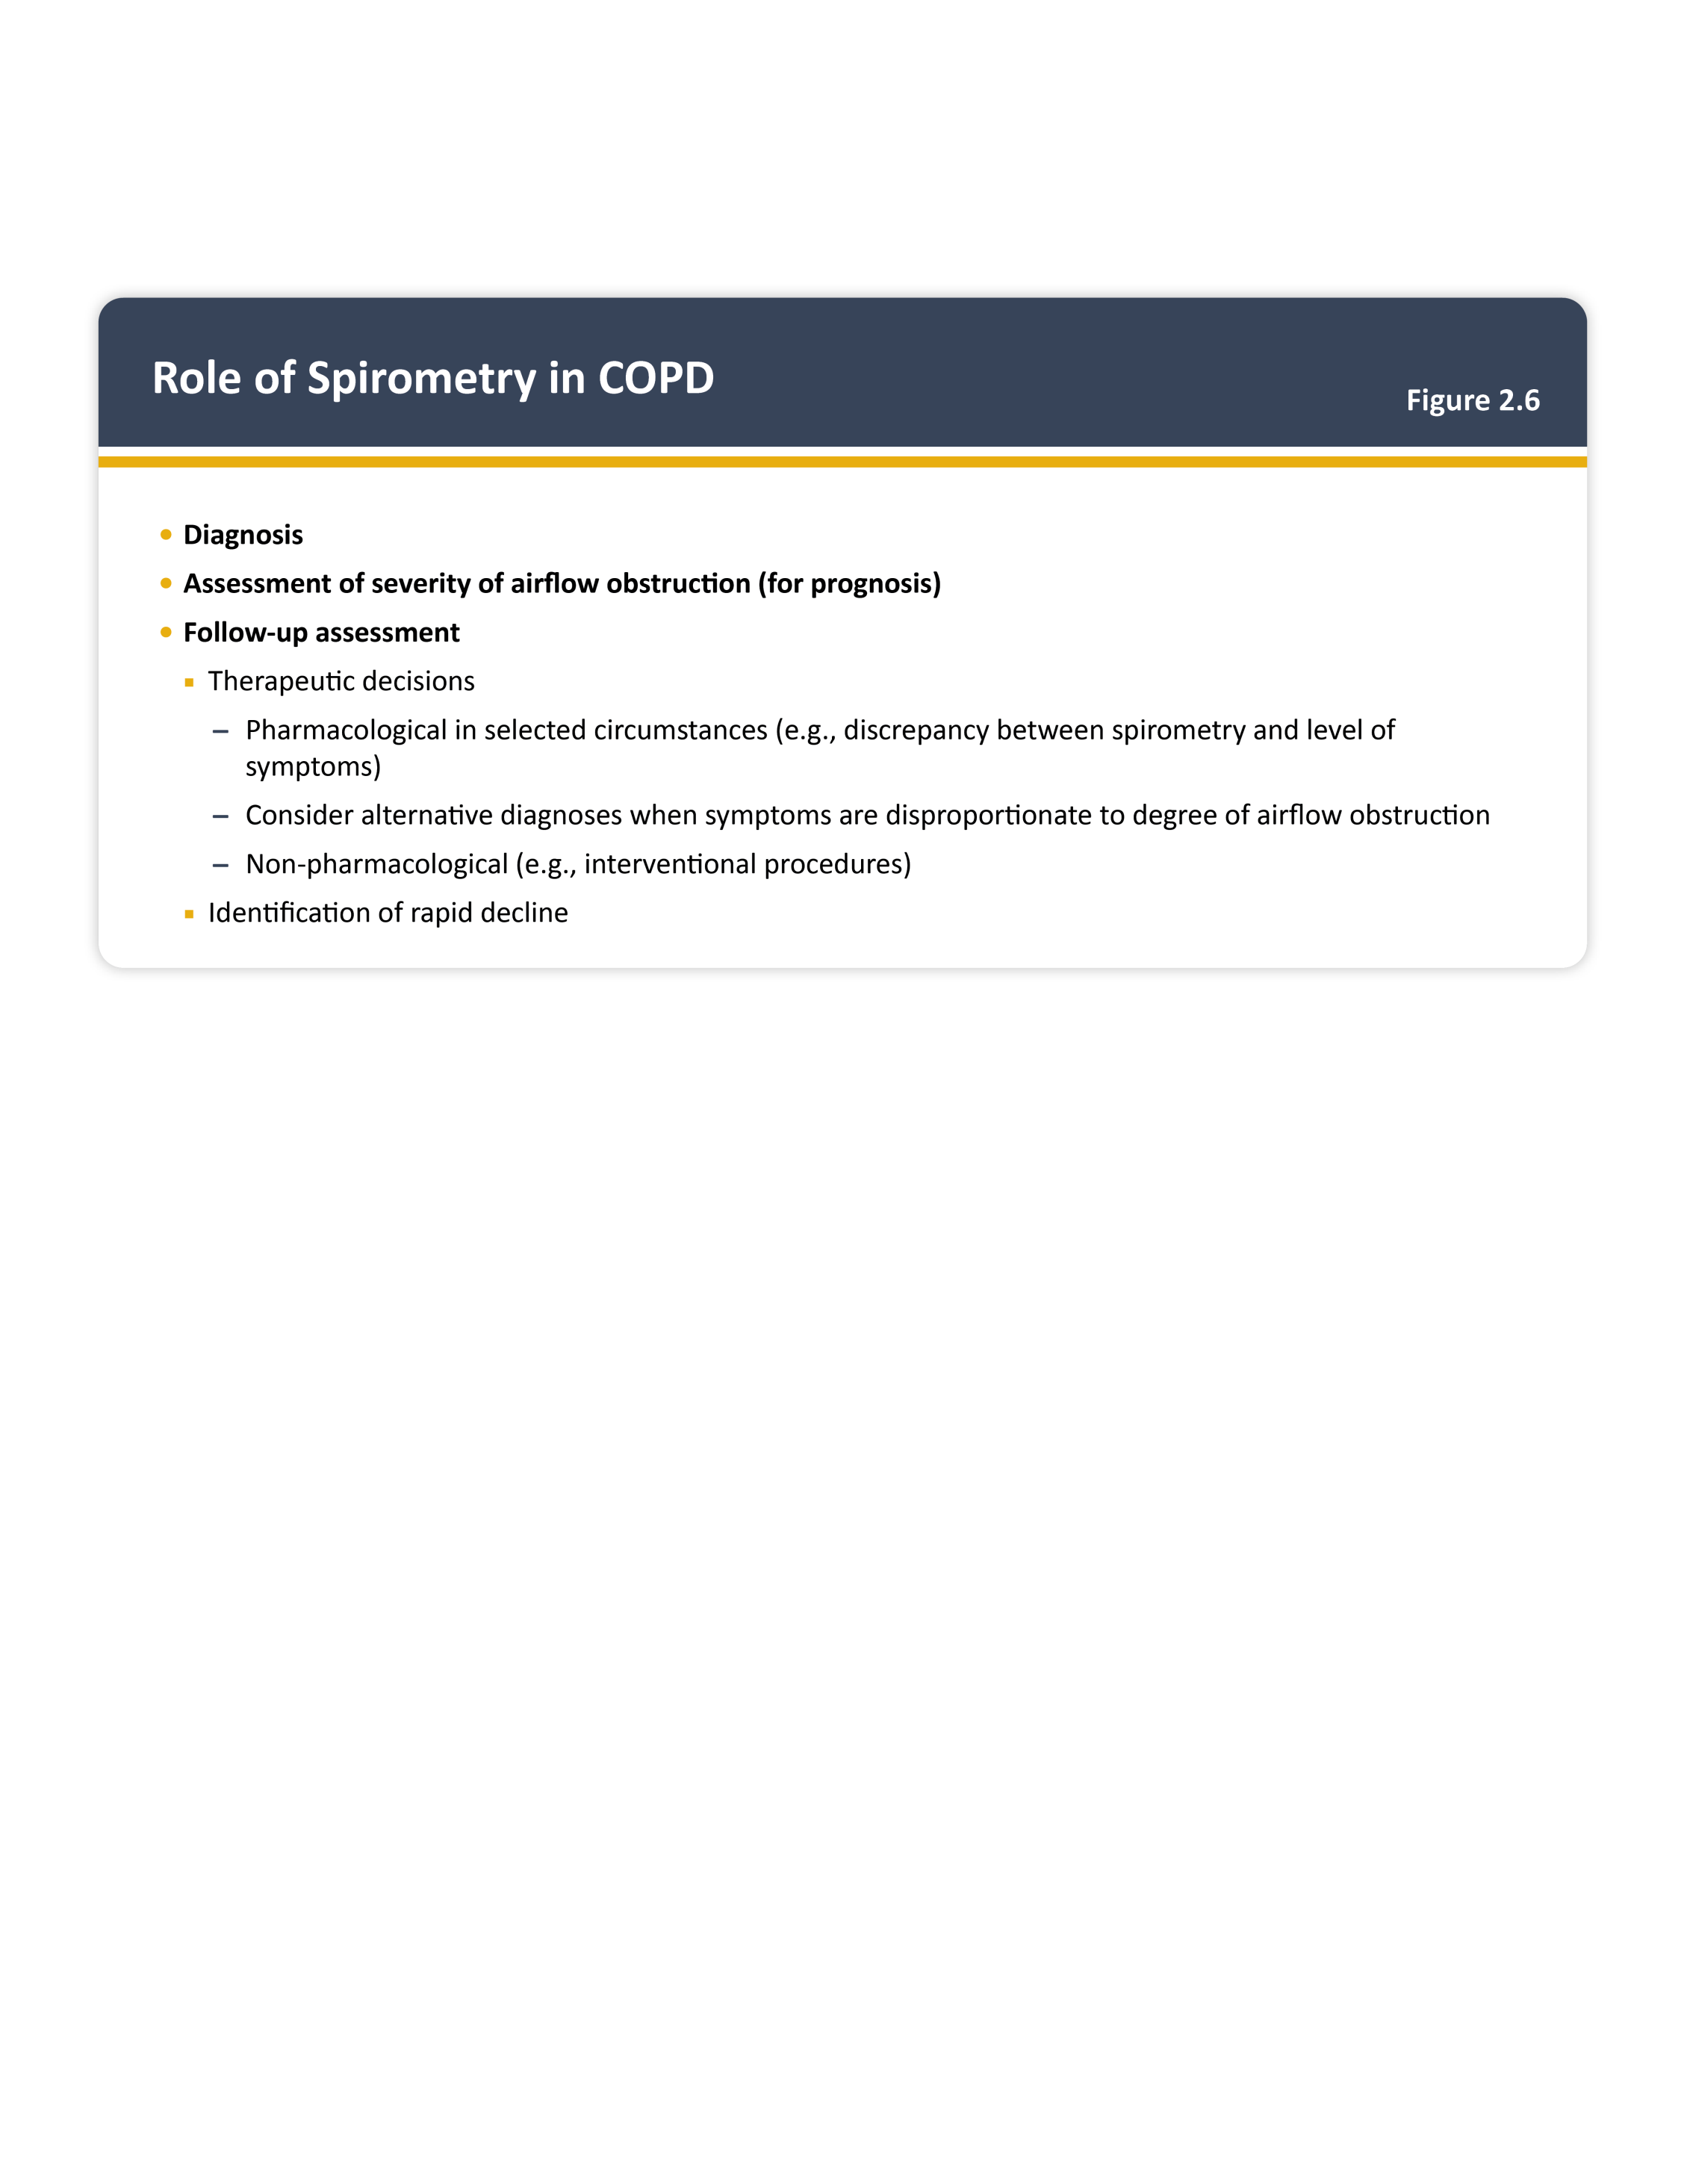 Role of Spirometry in COPD
Figure 2.6
• Diagnosis
• Assessment of severity of airflow obstruction (for prognosis)
• Follow-up assessment
▪ Therapeutic decisions
– Pharmacological in selected circumstances (e.g., discrepancy between spirometry and level of
symptoms)
– Consider alternative diagnoses when symptoms are disproportionate to degree of airflow obstruction
– Non-pharmacological (e.g., interventional procedures)
▪ Identification of rapid decline